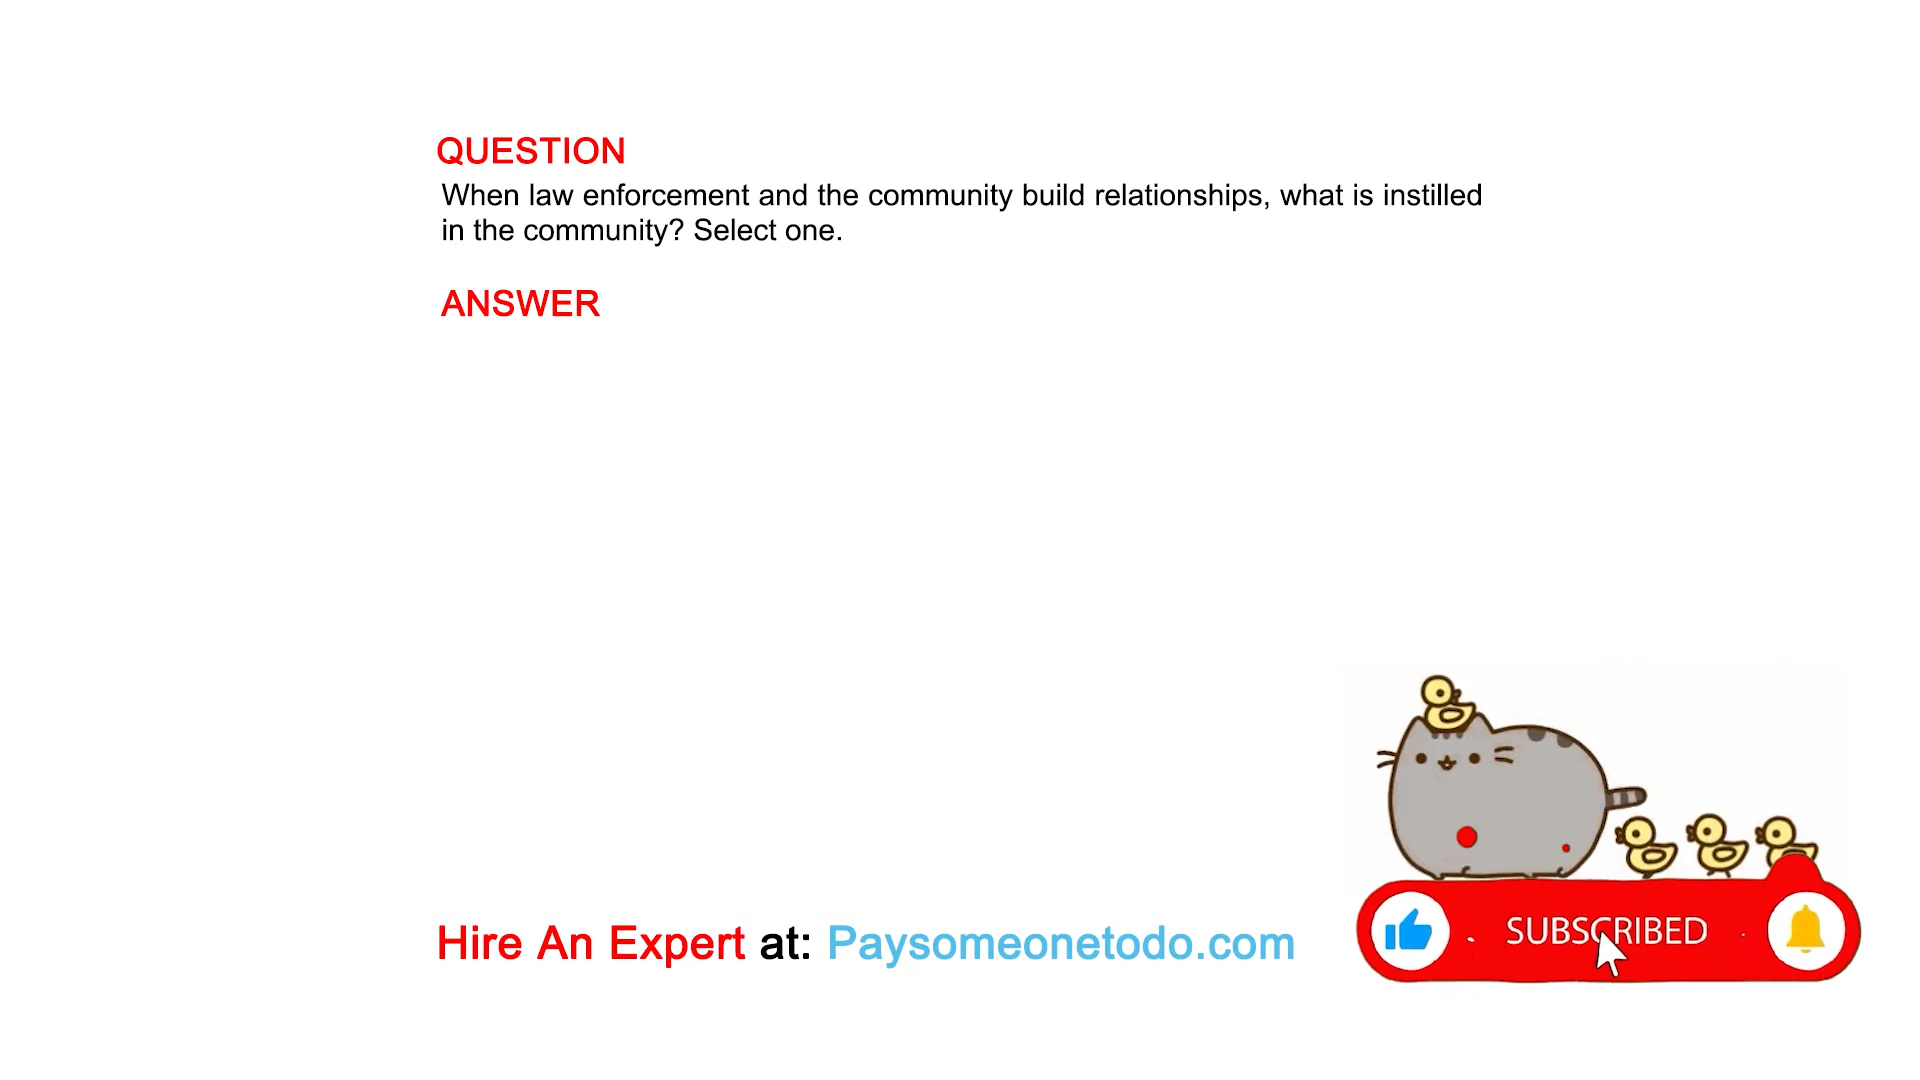 QUESTION
When law enforcement and the community build relationships, what is instilled
in the community? Select one.
ANSWER
Hire An Expert at: Paysomeonetodo.com
SUBSCRIBED